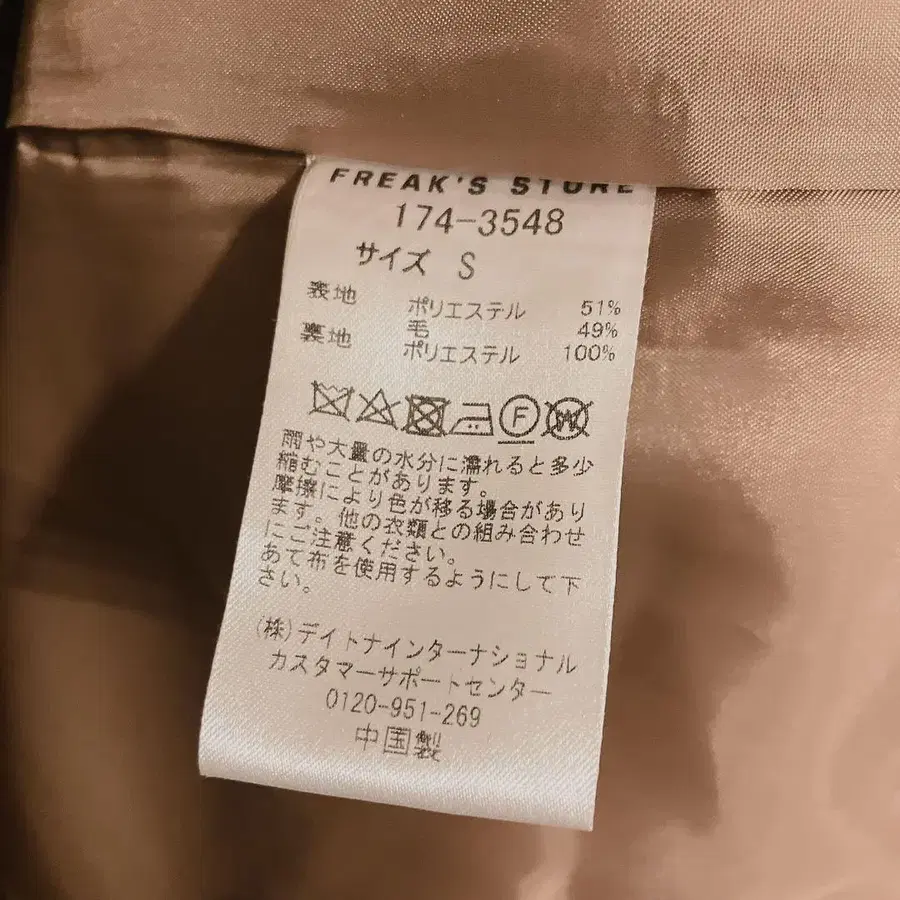 FREAK'S STORE
174-3548
サイズ S
表地 ポリエステル 51%
毛 49%
裏地 ポリエステル 100%
F W
雨や大量の水分に濡れると多少
縮むことがあります。
摩擦により色が移る場合があり
ます。他の衣類との組み合わせ
にご注意ください。
あて布を使用するようにして下
さい。
(株)デイトナインターナショナル
カスタマーサポートセンター
0120-951-269
中国製